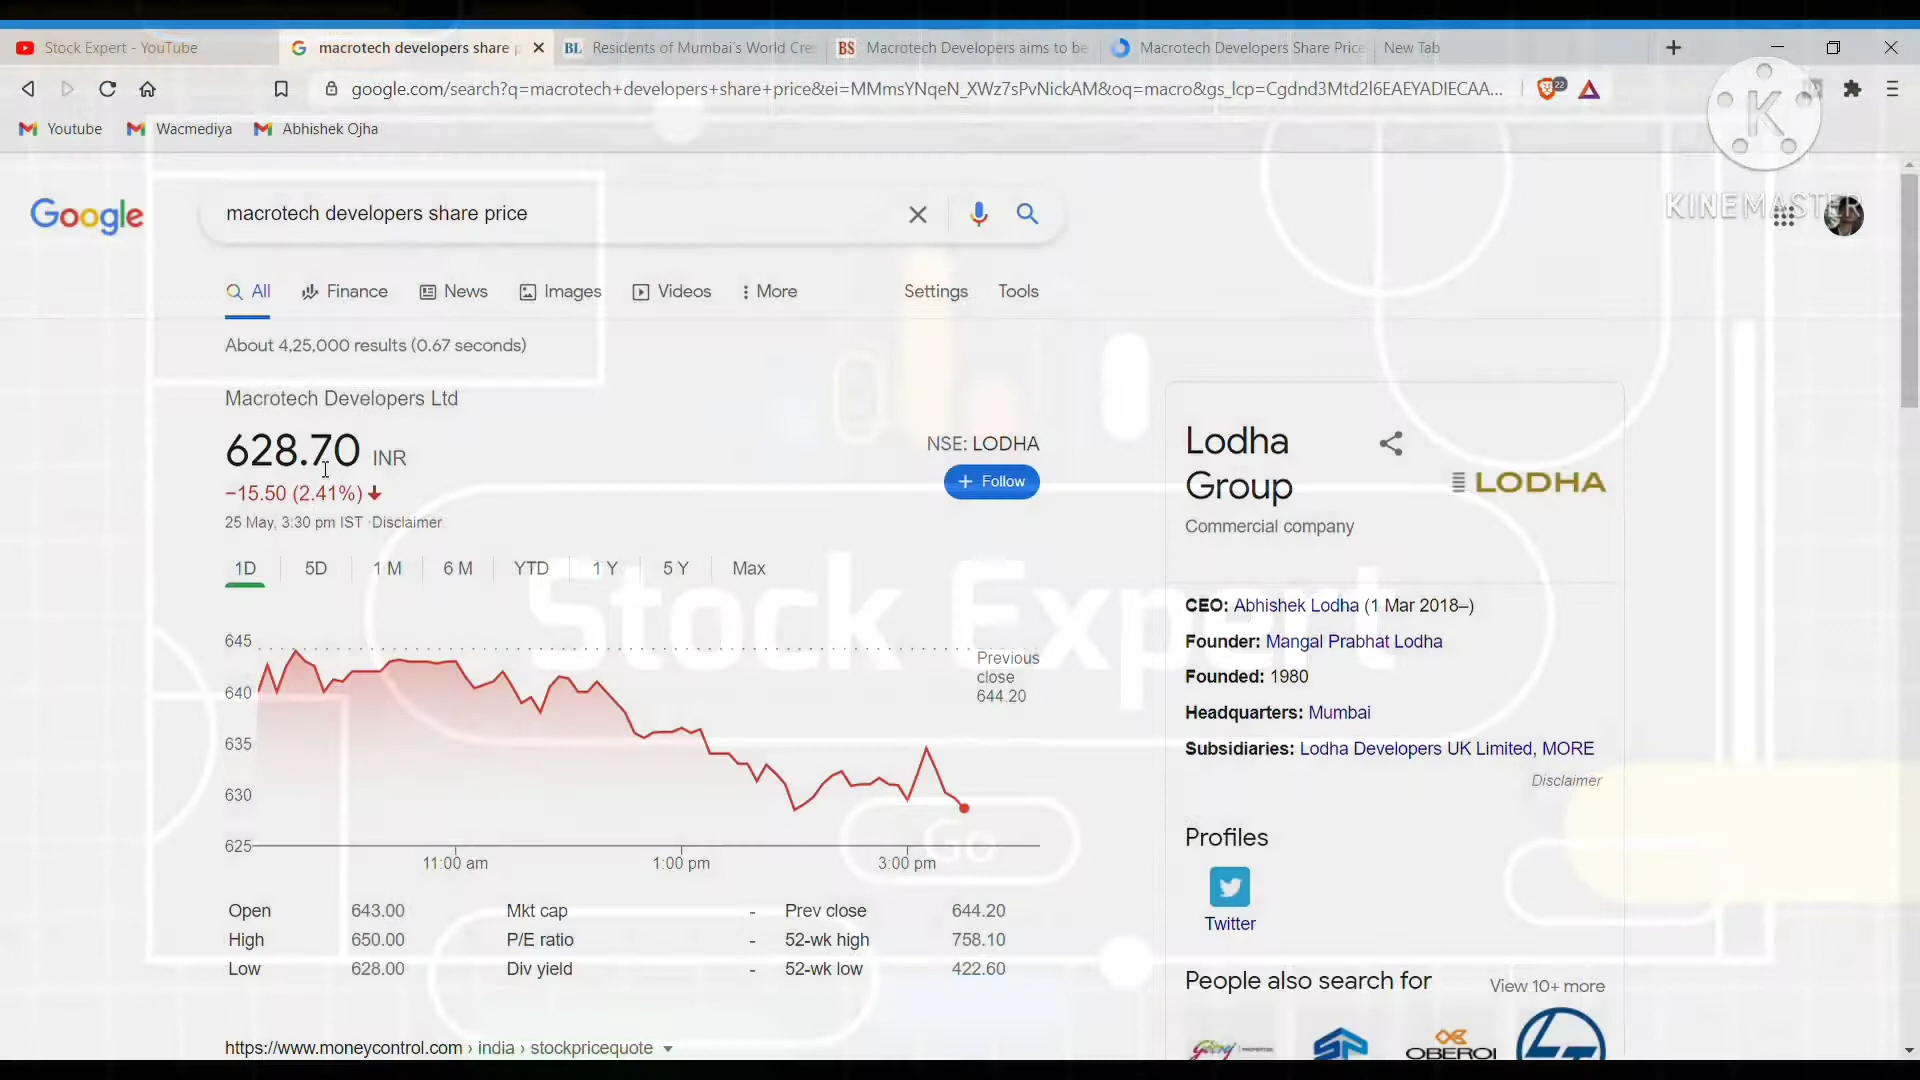 Stock Expert - YouTube
macrotech developers share p
BL Residents of Mumbai's World Cres
BS Macrotech Developers aims to be
Macrotech Developers Share Price
New Tab
google.com/search?q=macrotech+developers+share+price&ei=MMmsYNqeN_XWz7sPvNickAM&oq=macro&gs_lcp=Cgdnd3Mtd2l6EAEYADIECAA...
22
Youtube
Wacmediya
Abhishek Ojha
K
KINEMASTER
Google
macrotech developers share price
All
Finance
News
Images
Videos
More
Settings
Tools
About 4,25,000 results (0.67 seconds)
Macrotech Developers Ltd
628.70 INR
−15.50 (2.41%)
25 May, 3:30 pm IST ·Disclaimer
NSE: LODHA
+ Follow
1D 5D 1 M 6 M YTD 1 Y 5 Y Max
Stock Expert
Go
645
640
635
630
625
Previous
close
644.20
11:00 am 1:00 pm 3:00 pm
Open 643.00 Mkt cap - Prev close 644.20
High 650.00 P/E ratio - 52-wk high 758.10
Low 628.00 Div yield - 52-wk low 422.60
https://www.moneycontrol.com › india › stockpricequote
Lodha
Group
LODHA
Commercial company
CEO: Abhishek Lodha (1 Mar 2018–)
Founder: Mangal Prabhat Lodha
Founded: 1980
Headquarters: Mumbai
Subsidiaries: Lodha Developers UK Limited, MORE
Disclaimer
Profiles
Twitter
People also search for
View 10+ more
Godrej
OBEROI